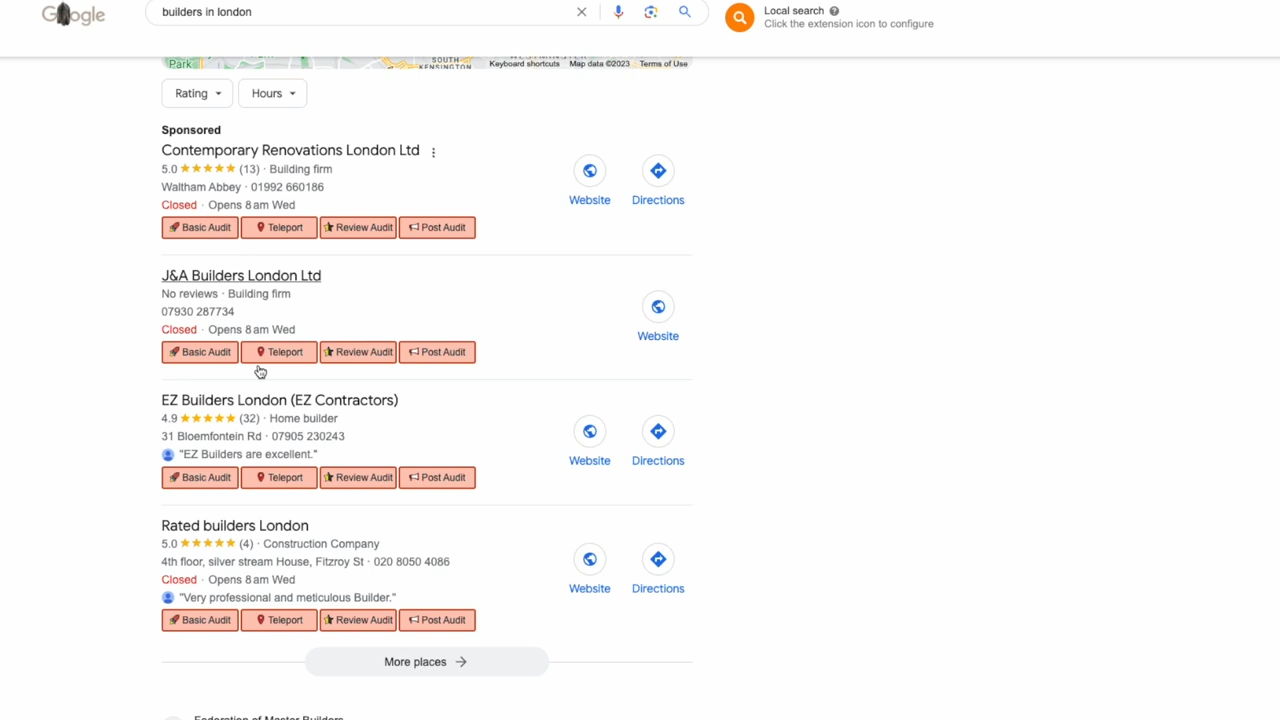 Google
builders in london
Local search
Click the extension icon to configure
Park
SOUTH
KENSINGTON
Keyboard shortcuts Map data ©2023 Terms of Use
Rating Hours
Sponsored
Contemporary Renovations London Ltd
5.0 (13) · Building firm
Waltham Abbey · 01992 660186
Closed · Opens 8 am Wed
Website Directions
Basic Audit Teleport Review Audit Post Audit
J&A Builders London Ltd
No reviews · Building firm
07930 287734
Closed · Opens 8 am Wed
Website
Basic Audit Teleport Review Audit Post Audit
EZ Builders London (EZ Contractors)
4.9 (32) · Home builder
31 Bloemfontein Rd · 07905 230243
"EZ Builders are excellent."
Website Directions
Basic Audit Teleport Review Audit Post Audit
Rated builders London
5.0 (4) · Construction Company
4th floor, silver stream House, Fitzroy St · 020 8050 4086
Closed · Opens 8 am Wed
Website Directions
"Very professional and meticulous Builder."
Basic Audit Teleport Review Audit Post Audit
More places
Federation of Master Builders